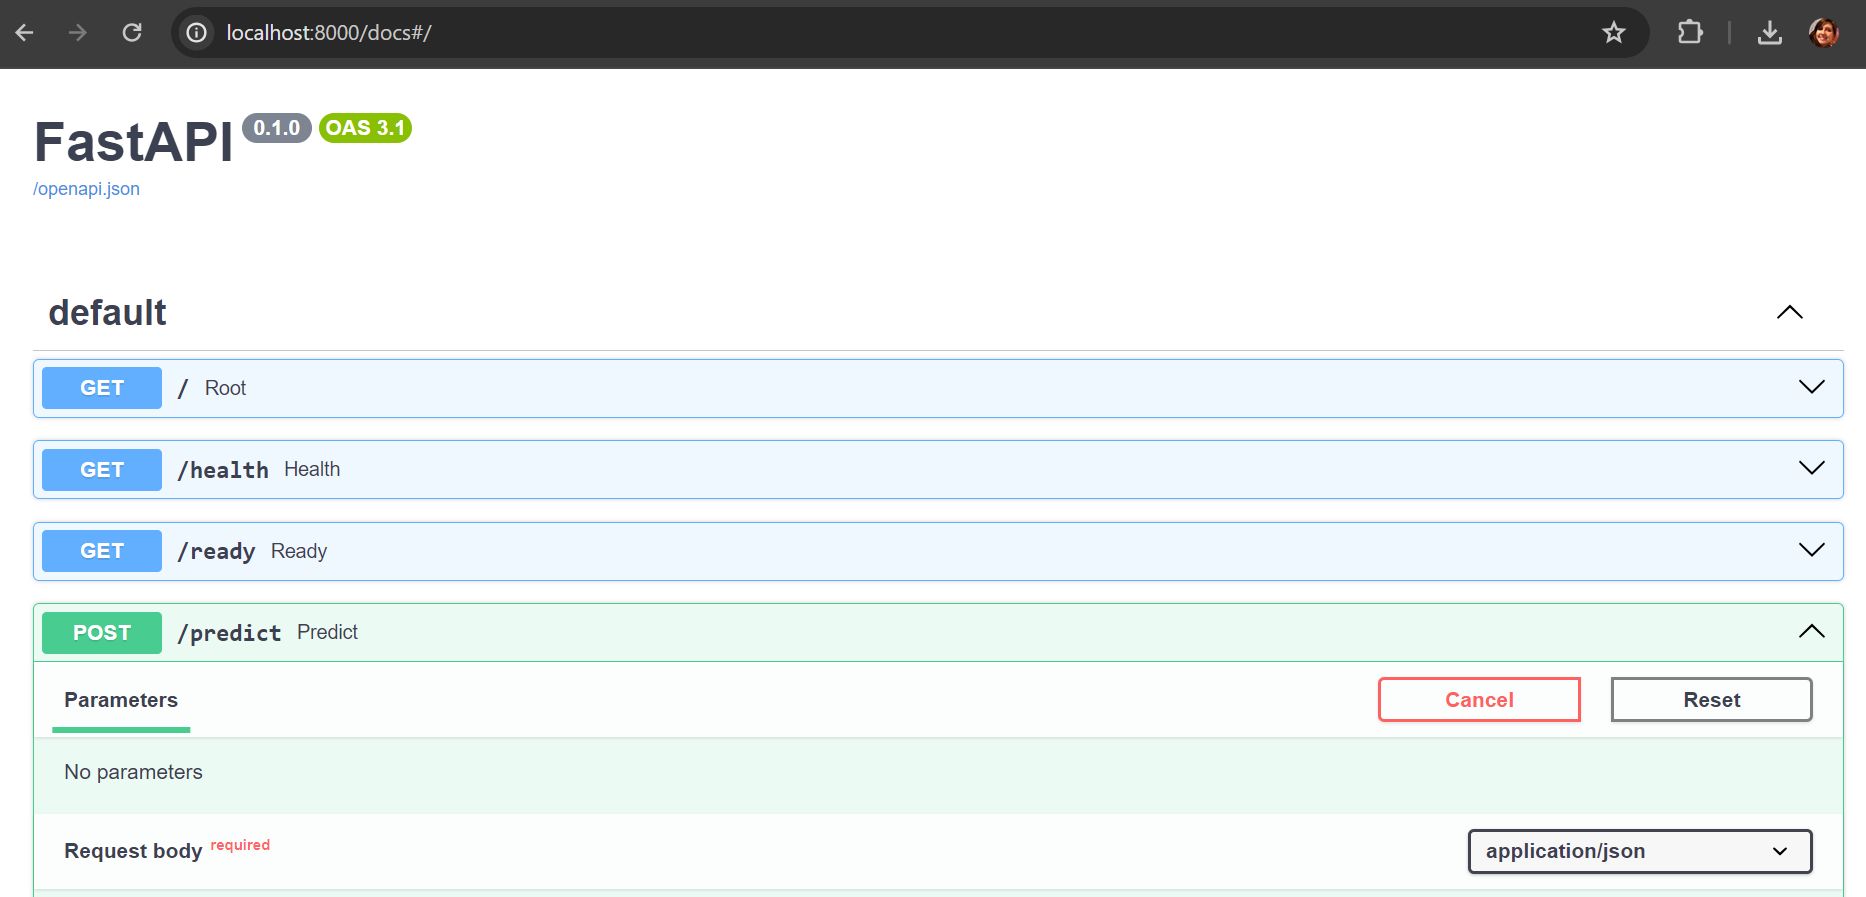 localhost:8000/docs#/
FastAPI 0.1.0 OAS 3.1
/openapi.json
default
GET / Root
GET /health Health
GET /ready Ready
POST /predict Predict
Parameters Cancel Reset
No parameters
Request body required application/json